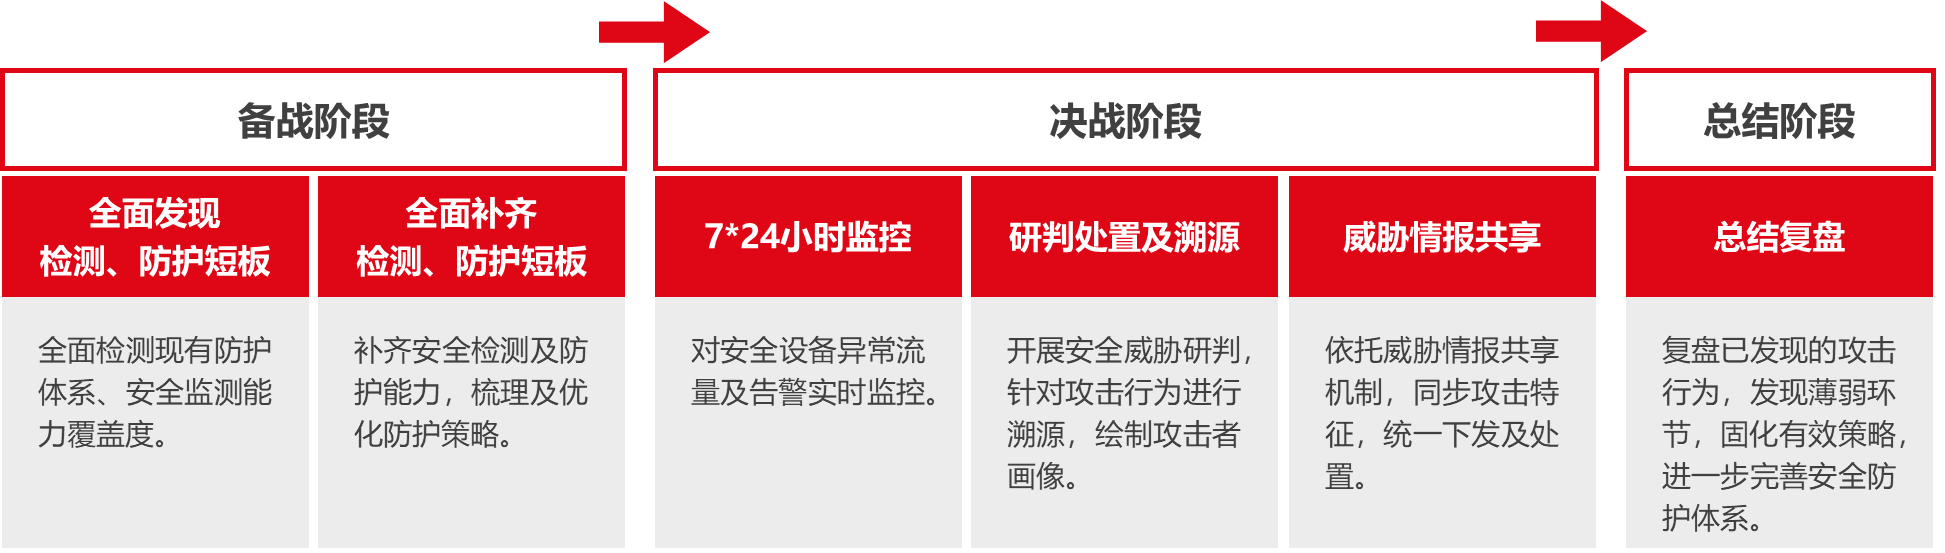 备战阶段
全面发现
检测、防护短板
全面检测现有防护
体系、安全监测能
力覆盖度。
全面补齐
检测、防护短板
补齐安全检测及防
护能力，梳理及优
化防护策略。
决战阶段
7*24小时监控
对安全设备异常流
量及告警实时监控。
研判处置及溯源
开展安全威胁研判，
针对攻击行为进行
溯源，绘制攻击者
画像。
威胁情报共享
依托威胁情报共享
机制，同步攻击特
征，统一下发及处
置。
总结阶段
总结复盘
复盘已发现的攻击
行为，发现薄弱环
节，固化有效策略，
进一步完善安全防
护体系。